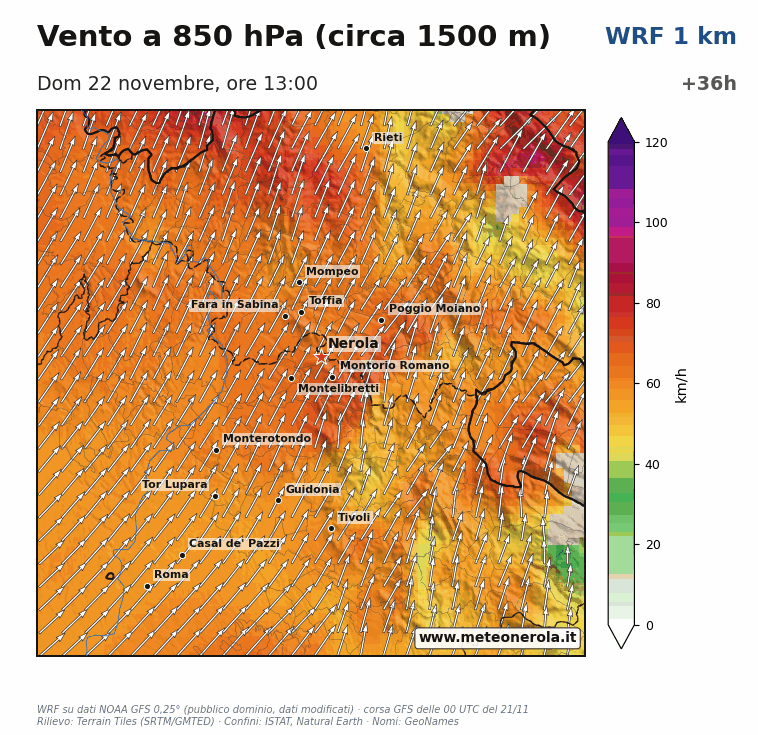 Vento a 850 hPa (circa 1500 m)
WRF 1 km
Dom 22 novembre, ore 13:00
+36h
Rieti
Mompeo
Fara in Sabina
Toffia
Poggio Moiano
Nerola
Montorio Romano
Montelibretti
Monterotondo
Tor Lupara
Guidonia
Tivoli
Casal de' Pazzi
Roma
www.meteonerola.it
120
100
80
60
40
20
0
km/h
WRF su dati NOAA GFS 0,25° (pubblico dominio, dati modificati) · corsa GFS delle 00 UTC del 21/11
Rilievo: Terrain Tiles (SRTM/GMTED) · Confini: ISTAT, Natural Earth · Nomi: GeoNames